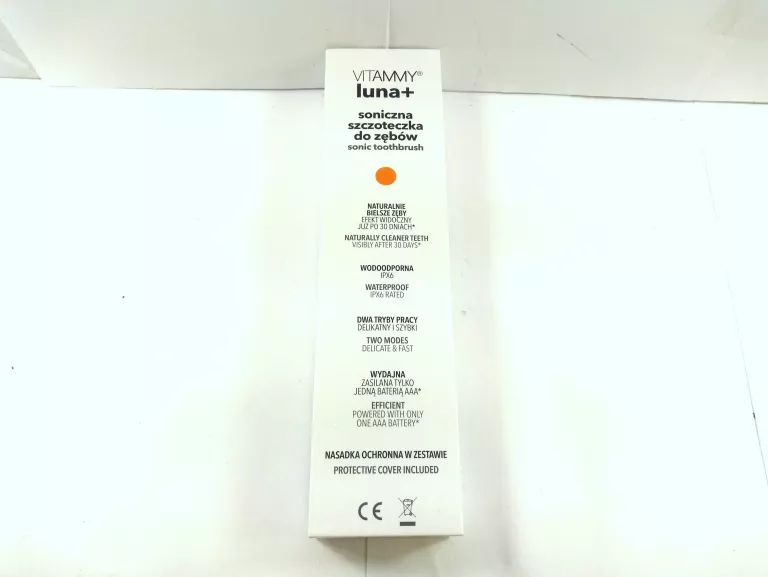 VITAMMY®
luna+
soniczna
szczoteczka
do zębów
sonic toothbrush
NATURALNIE
BIELSZE ZĘBY
EFEKT WIDOCZNY
JUŻ PO 30 DNIACH*
NATURALLY CLEANER TEETH
VISIBLY AFTER 30 DAYS*
WODOODPORNA
IPX6
WATERPROOF
IPX6 RATED
DWA TRYBY PRACY
DELIKATNY I SZYBKI
TWO MODES
DELICATE & FAST
WYDAJNA
ZASILANA TYLKO
JEDNĄ BATERIĄ AAA*
EFFICIENT
POWERED WITH ONLY
ONE AAA BATTERY*
NASADKA OCHRONNA W ZESTAWIE
PROTECTIVE COVER INCLUDED
CE